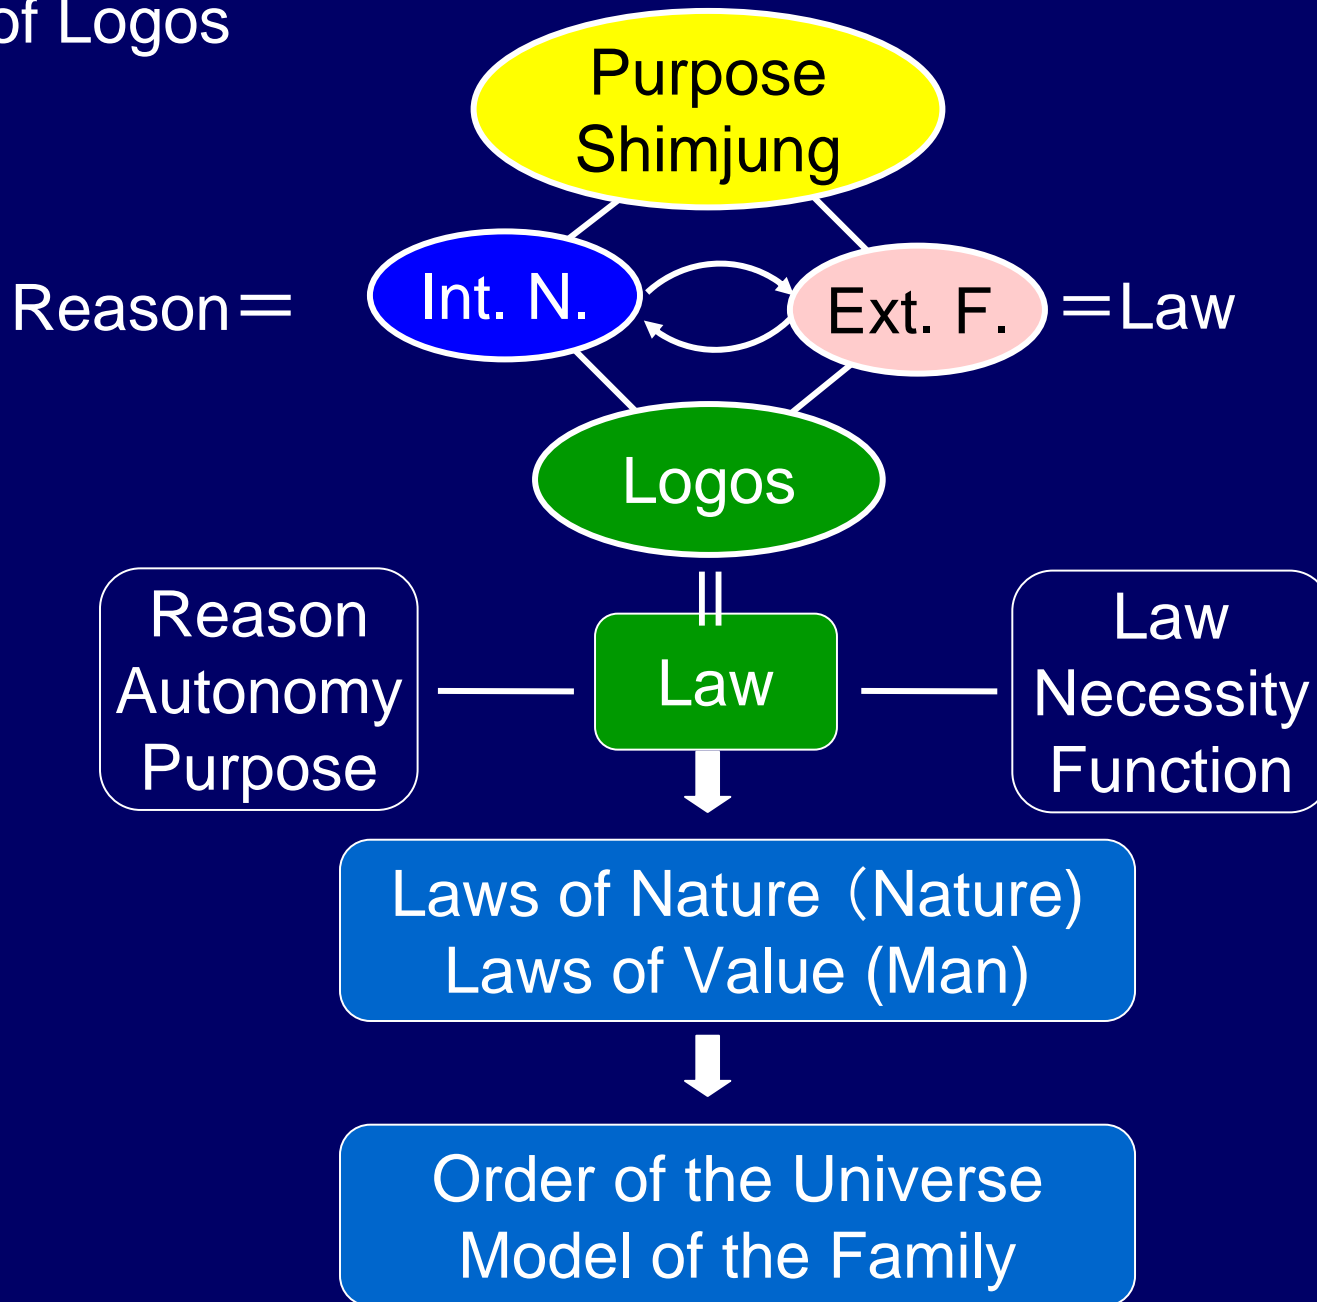 of Logos
Purpose
Shimjung
Reason＝
Int. N.
Ext. F.
＝Law
Logos
||
Reason
Autonomy
Purpose
Law
Law
Necessity
Function
Laws of Nature（Nature)
Laws of Value (Man)
Order of the Universe
Model of the Family